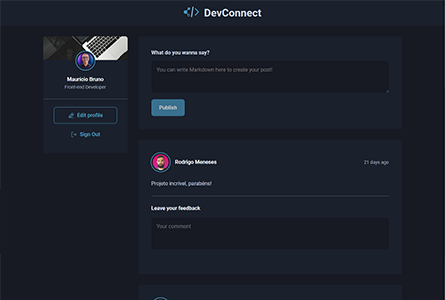 DevConnect
Maurício Bruno
Front-end Developer
Edit profile
Sign Out
What do you wanna say?
You can write Markdown here to create your post!
Publish
Rodrigo Meneses
21 days ago
Projeto incrível, parabéns!
Leave your feedback
Your comment